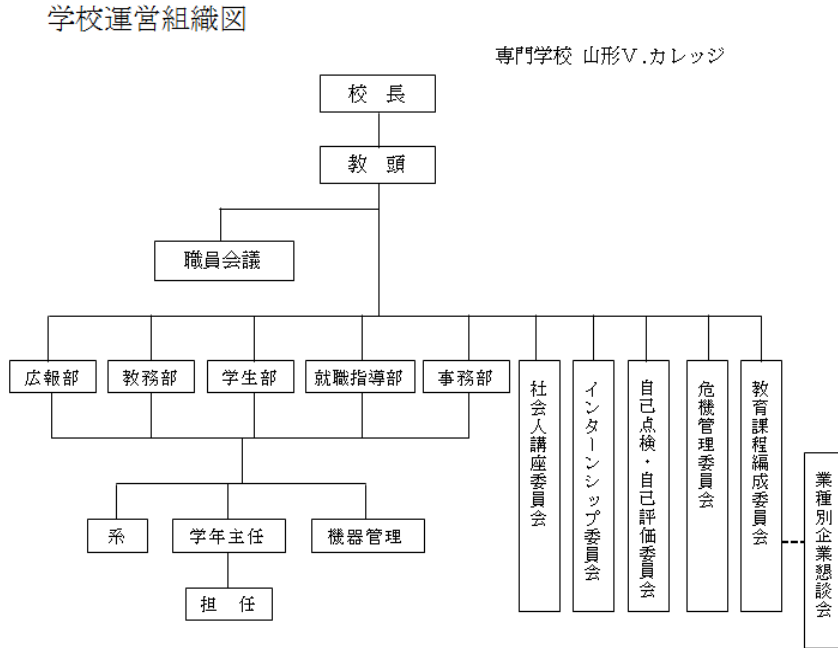 学校運営組織図
専門学校 山形V.カレッジ
校 長
教 頭
職員会議
広報部
教務部
学生部
就職指導部
事務部
社会人講座委員会
インターンシップ委員会
自己点検・自己評価委員会
危機管理委員会
教育課程編成委員会
業種別企業懇談会
系
学年主任
機器管理
担 任